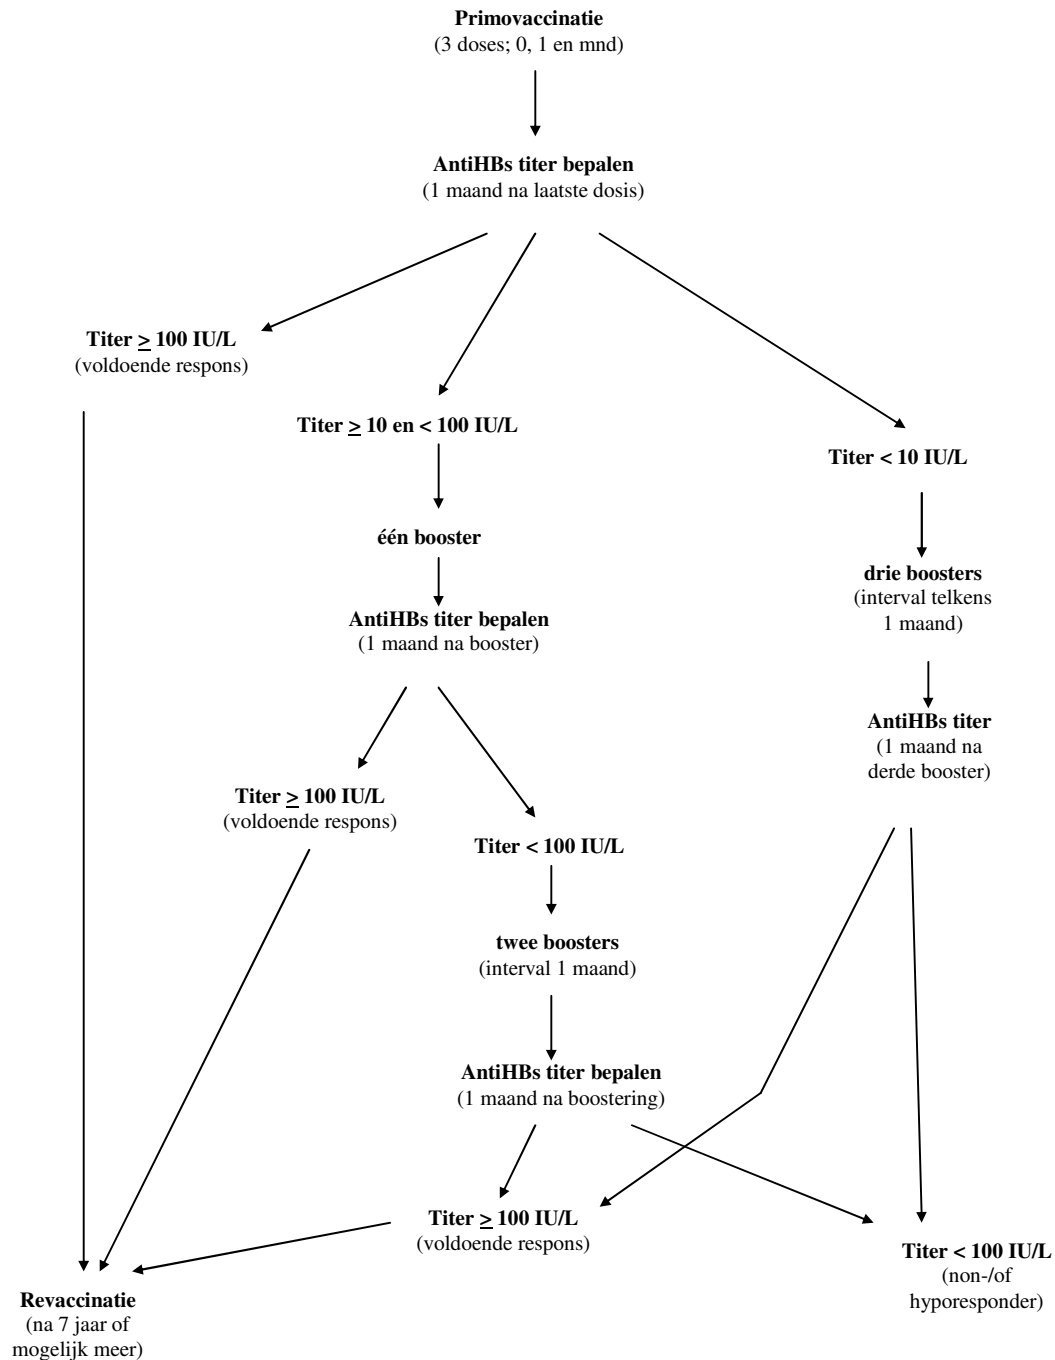 Primovaccinatie
(3 doses; 0, 1 en mnd)
AntiHBs titer bepalen
(1 maand na laatste dosis)
Titer ≥ 100 IU/L
(voldoende respons)
Titer ≥ 10 en < 100 IU/L
Titer < 10 IU/L
één booster
drie boosters
(interval telkens
1 maand)
AntiHBs titer bepalen
(1 maand na booster)
AntiHBs titer
(1 maand na
derde booster)
Titer ≥ 100 IU/L
(voldoende respons)
Titer < 100 IU/L
twee boosters
(interval 1 maand)
AntiHBs titer bepalen
(1 maand na boostering)
Titer ≥ 100 IU/L
(voldoende respons)
Titer < 100 IU/L
(non-/of
hyporesponder)
Revaccinatie
(na 7 jaar of
mogelijk meer)